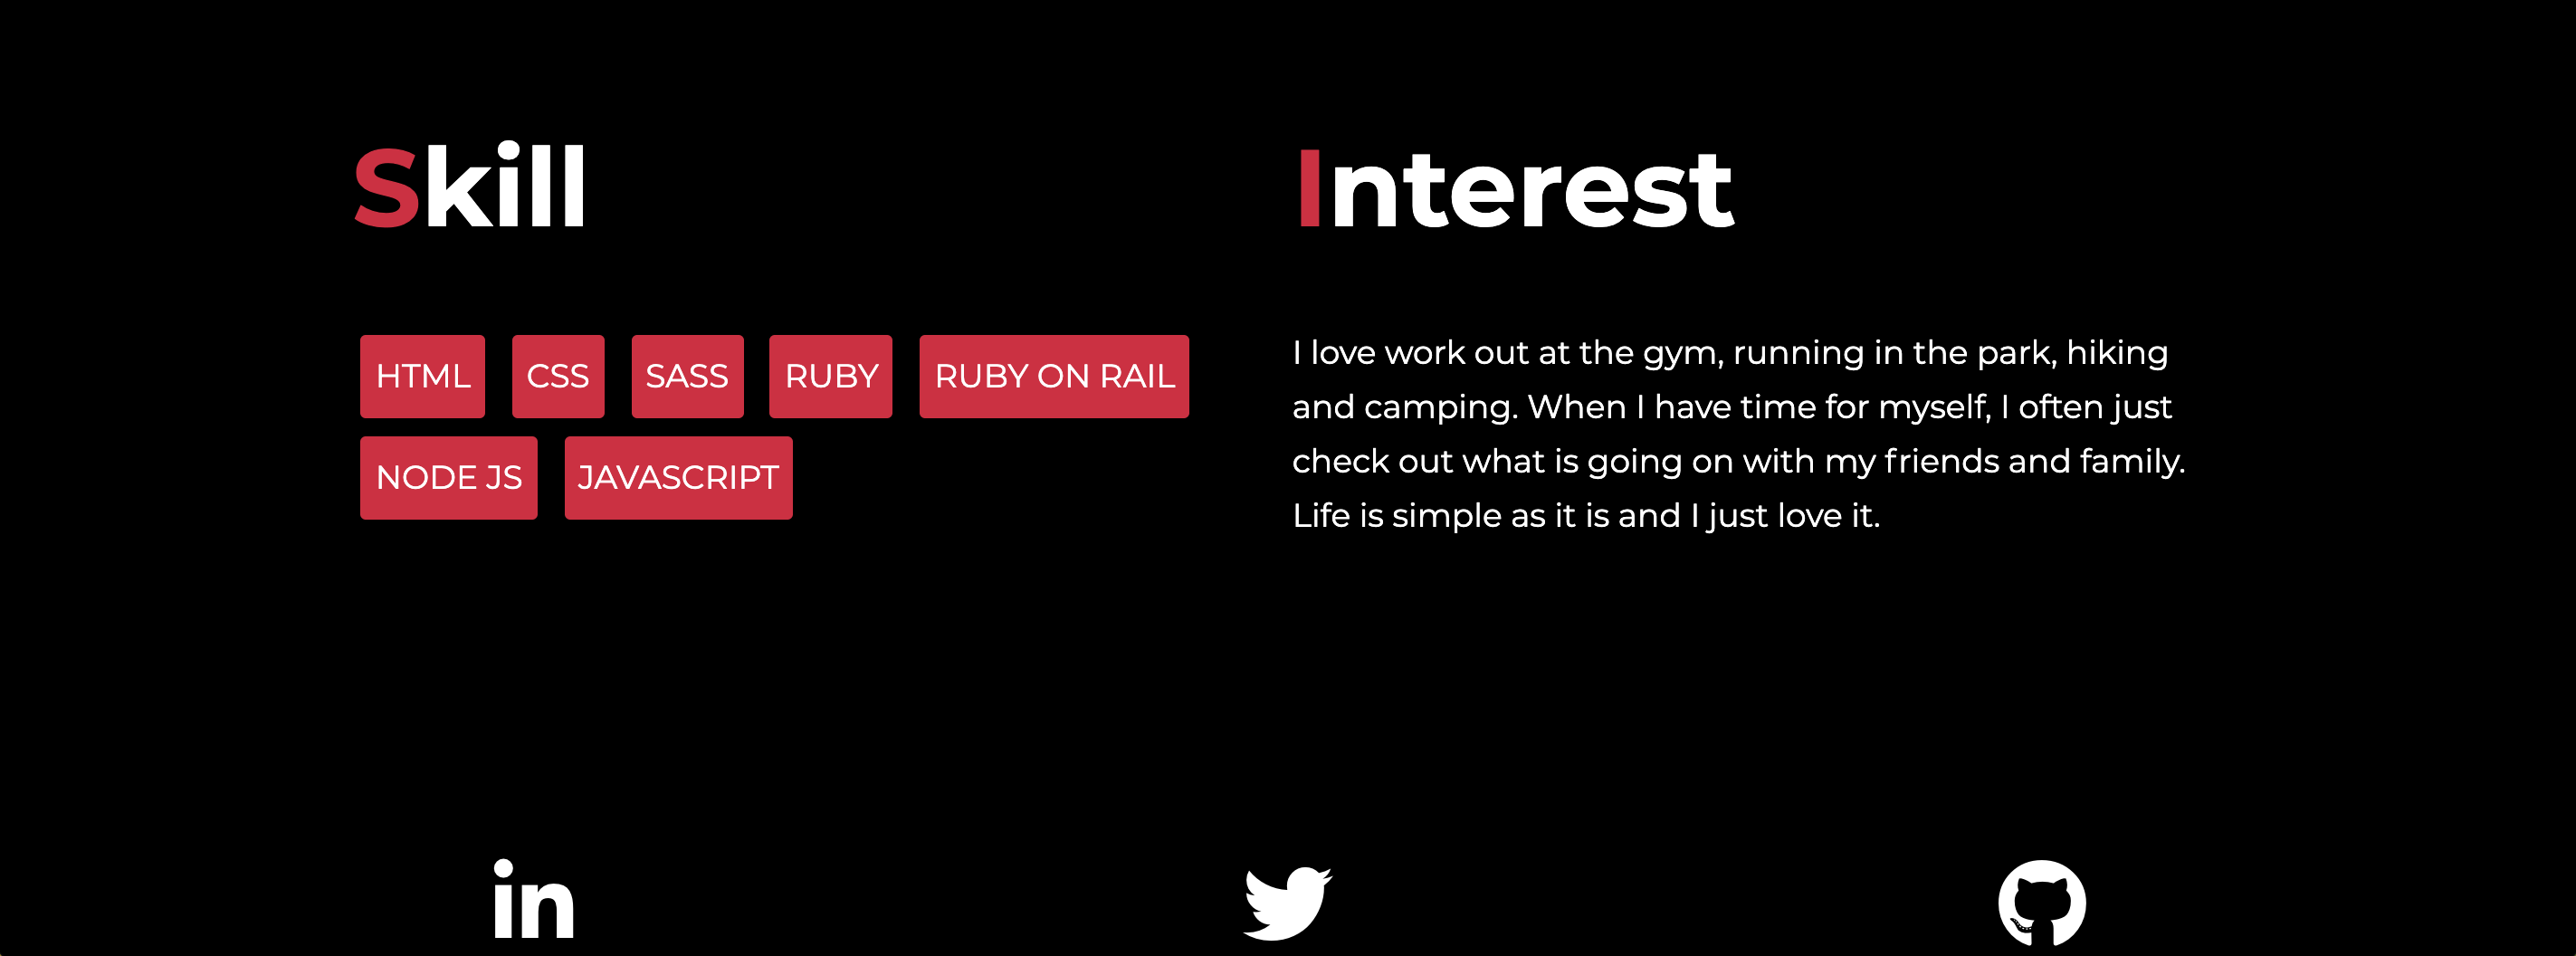 Skill
HTML CSS SASS RUBY RUBY ON RAIL
NODE JS JAVASCRIPT
Interest
I love work out at the gym, running in the park, hiking
and camping. When I have time for myself, I often just
check out what is going on with my friends and family.
Life is simple as it is and I just love it.
in